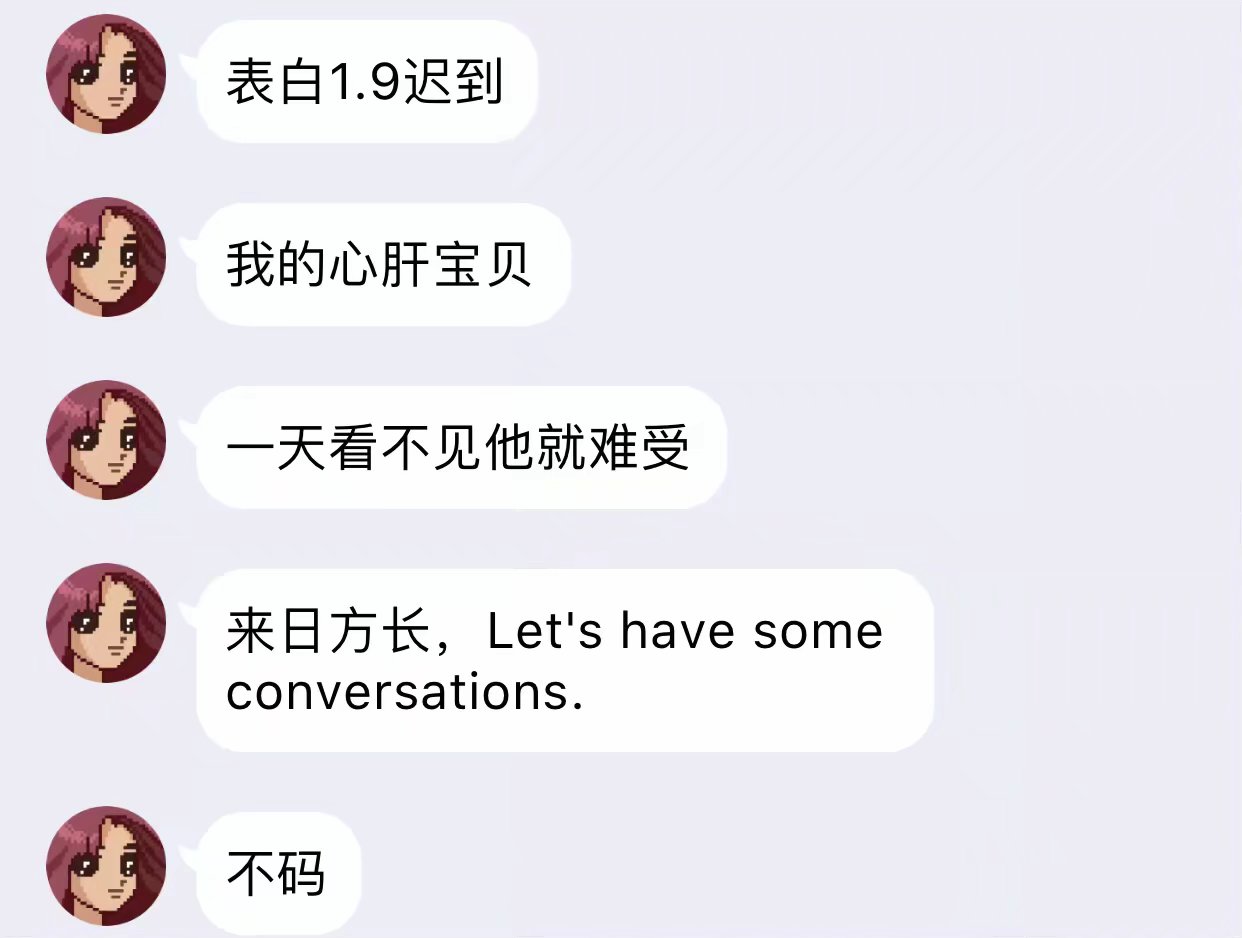 表白1.9迟到
我的心肝宝贝
一天看不见他就难受
来日方长，Let's have some
conversations.
不码